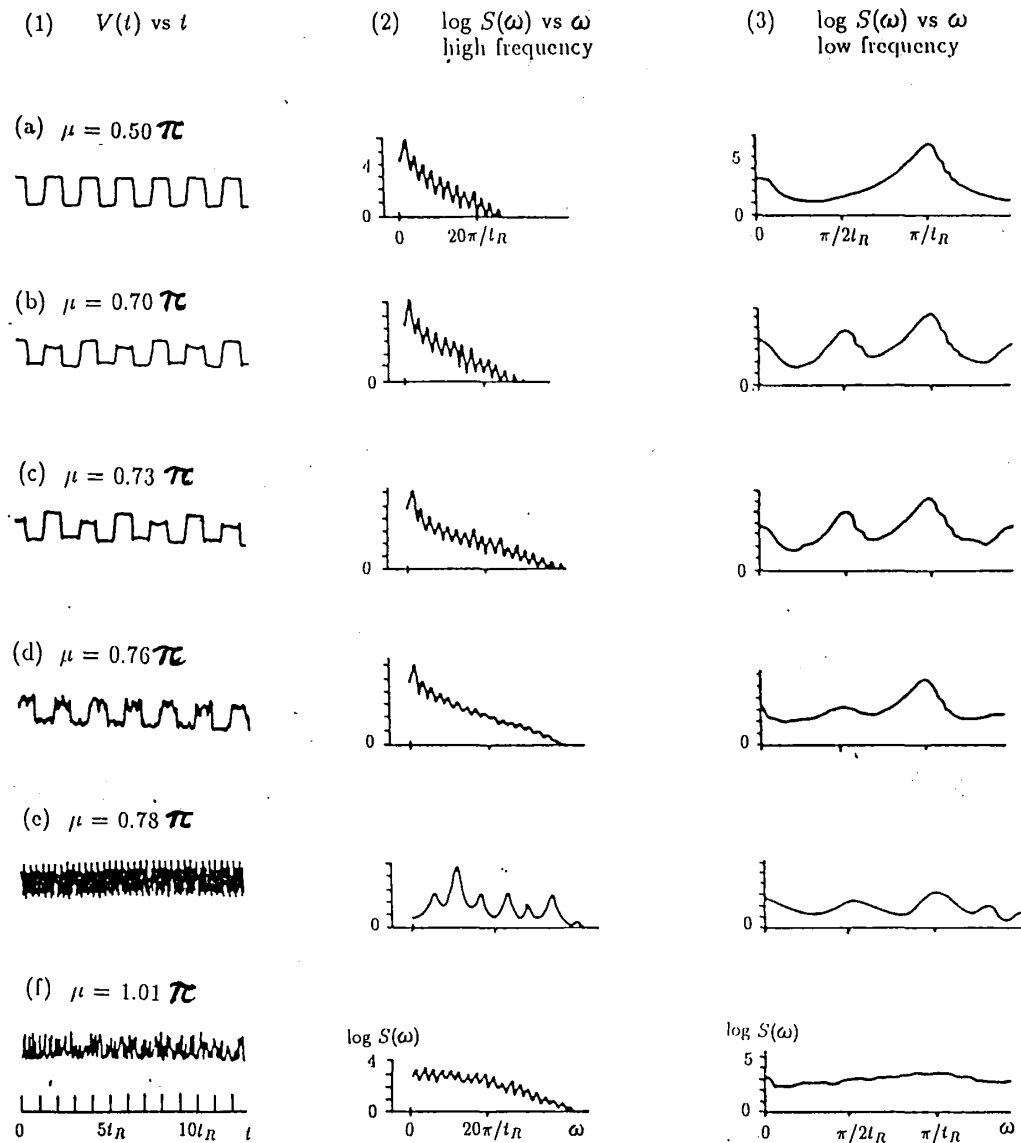 (1) V(t) vs t (2) log S(ω) vs ω (3) log S(ω) vs ω
high frequency low frequency
(a) μ = 0.50 π
4
0
0 20π/t_R
5
0
0 π/2t_R π/t_R
(b) μ = 0.70 π
0
0
(c) μ = 0.73 π
0
0
(d) μ = 0.76 π
0
0
(e) μ = 0.78 π
0
0
(f) μ = 1.01 π
log S(ω) log S(ω)
4
0
5
0
0 5t_R 10t_R t 0 20π/t_R ω 0 π/2t_R π/t_R ω